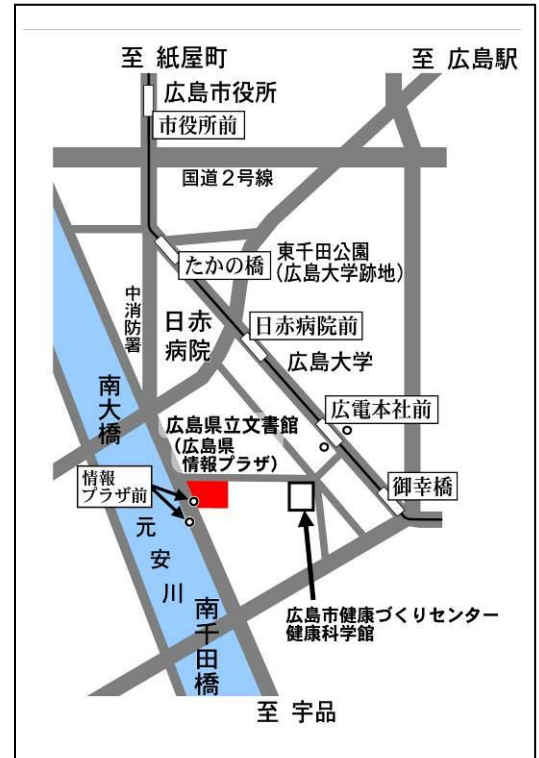 至 紙屋町
至 広島駅
広島市役所
市役所前
国道２号線
たかの橋
東千田公園
（広島大学跡地）
中消防署
日赤
病院
日赤病院前
広島大学
南大橋
広島県立文書館
（広島県
情報プラザ）
広電本社前
情報
プラザ前
御幸橋
元安川
南千田橋
広島市健康づくりセンター
健康科学館
至 宇品